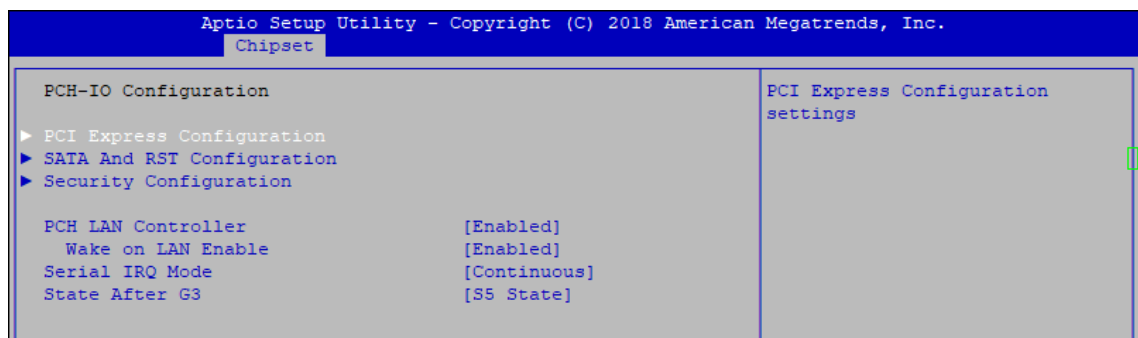 Aptio Setup Utility - Copyright (C) 2018 American Megatrends, Inc.
Chipset
PCH-IO Configuration
PCI Express Configuration
settings
► PCI Express Configuration
► SATA And RST Configuration
► Security Configuration
PCH LAN Controller [Enabled]
Wake on LAN Enable [Enabled]
Serial IRQ Mode [Continuous]
State After G3 [S5 State]